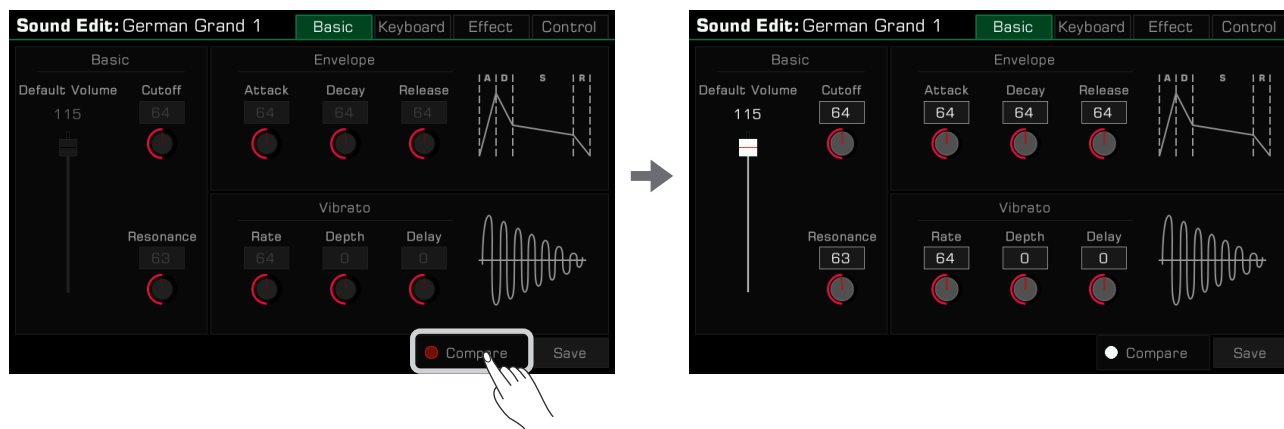 Sound Edit: German Grand 1 Basic Keyboard Effect Control
Basic Envelope
Default Volume Cutoff Attack Decay Release A D S R
115 64 64 64 64
Vibrato
Resonance Rate Depth Delay
63 64 0 0
Compare Save
Sound Edit: German Grand 1 Basic Keyboard Effect Control
Basic Envelope
Default Volume Cutoff Attack Decay Release A D S R
115 64 64 64 64
Vibrato
Resonance Rate Depth Delay
63 64 0 0
Compare Save